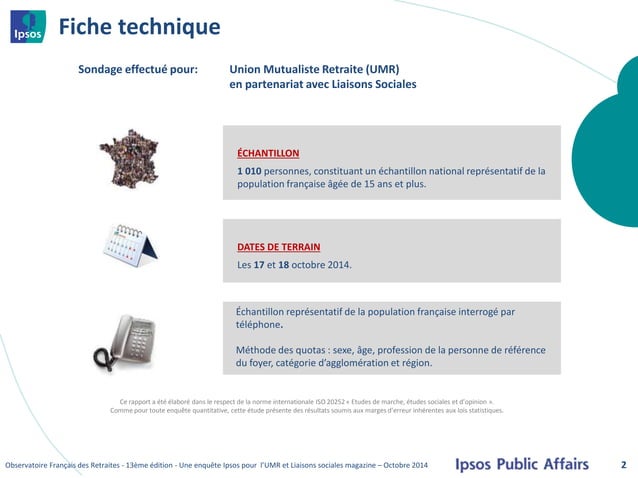 Ipsos
Fiche technique
Sondage effectué pour:
Union Mutualiste Retraite (UMR)
en partenariat avec Liaisons Sociales
ÉCHANTILLON
1 010 personnes, constituant un échantillon national représentatif de la
population française âgée de 15 ans et plus.
DATES DE TERRAIN
Les 17 et 18 octobre 2014.
Échantillon représentatif de la population française interrogé par
téléphone.
Méthode des quotas : sexe, âge, profession de la personne de référence
du foyer, catégorie d’agglomération et région.
Ce rapport a été élaboré dans le respect de la norme internationale ISO 20252 « Etudes de marche, études sociales et d’opinion ».
Comme pour toute enquête quantitative, cette étude présente des résultats soumis aux marges d’erreur inhérentes aux lois statistiques.
Observatoire Français des Retraites - 13ème édition - Une enquête Ipsos pour l’UMR et Liaisons sociales magazine – Octobre 2014
Ipsos Public Affairs
2